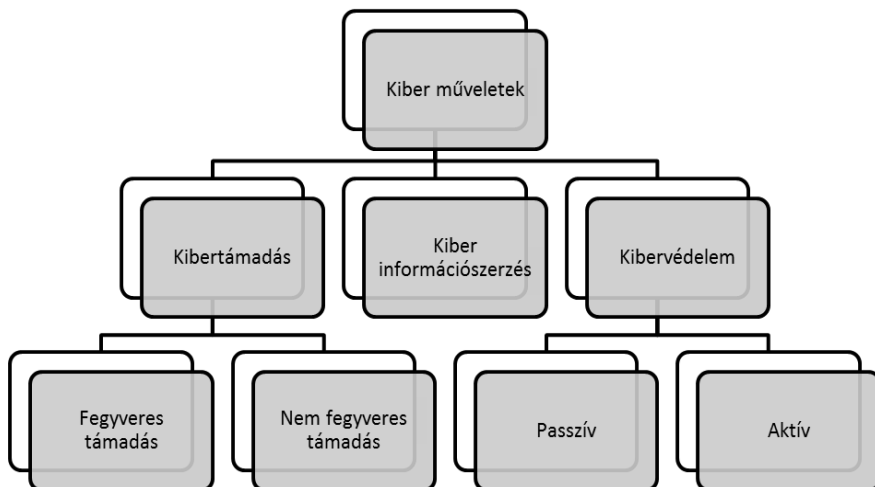 Kiber műveletek
Kibertámadás
Kiber
információszerzés
Kibervédelem
Fegyveres
támadás
Nem fegyveres
támadás
Passzív
Aktív